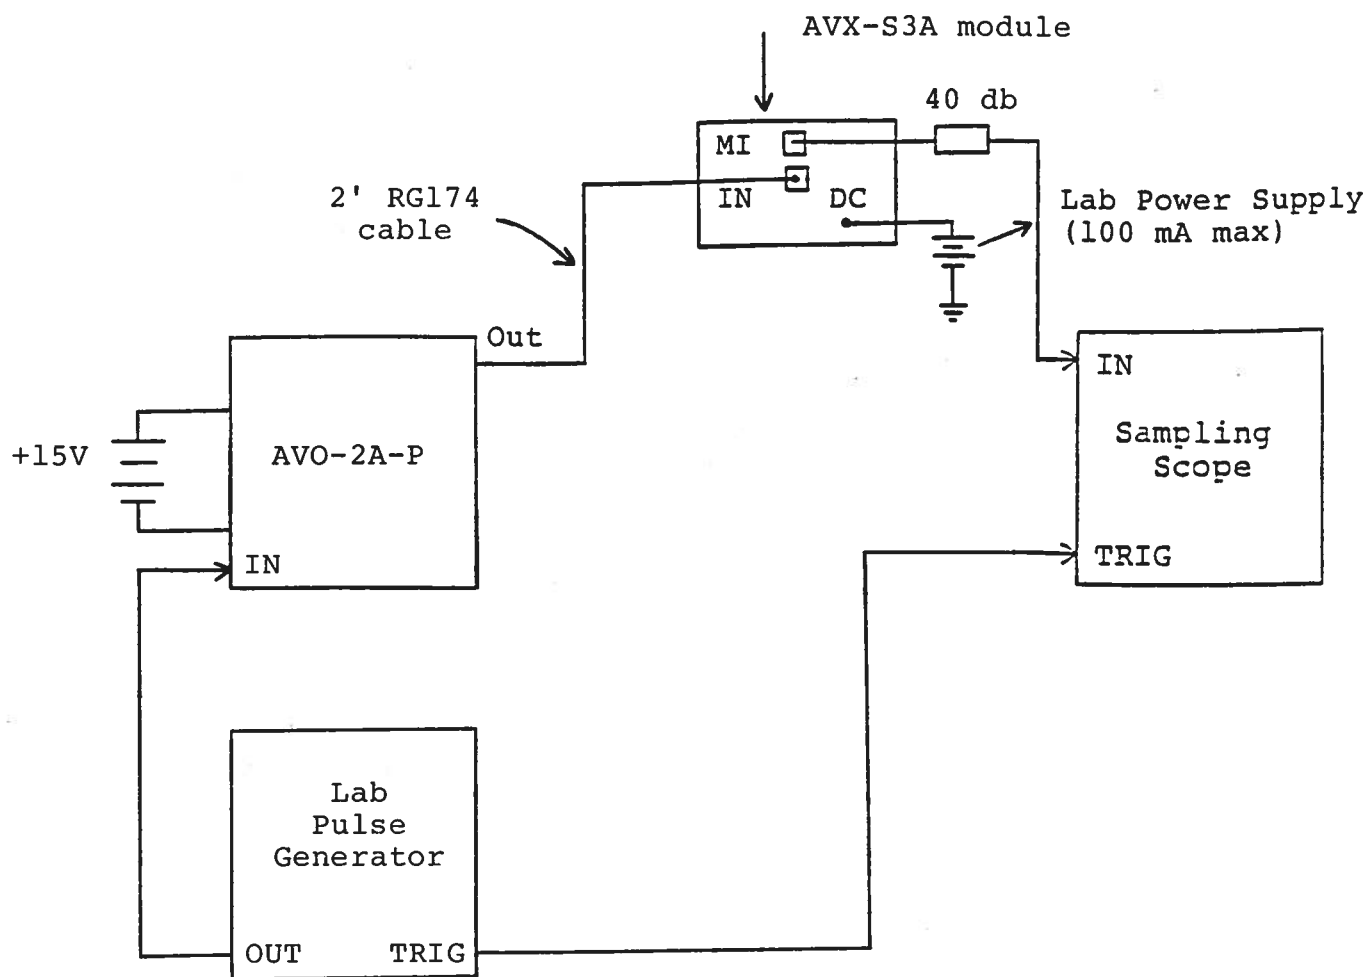 AVX-S3A module
40 db
MI
IN
DC
2' RG174
cable
Lab Power Supply
(100 mA max)
Out
+15V
AVO-2A-P
IN
IN
Sampling
Scope
TRIG
Lab
Pulse
Generator
OUT
TRIG